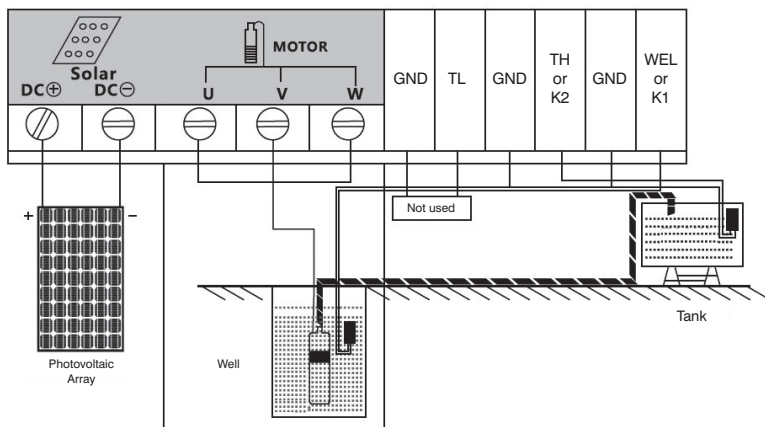 MOTOR
Solar
DC⊕ DC⊖
U V W
GND
TL
GND
TH
or
K2
GND
WEL
or
K1
Not used
+ −
Tank
Well
Photovoltaic
Array